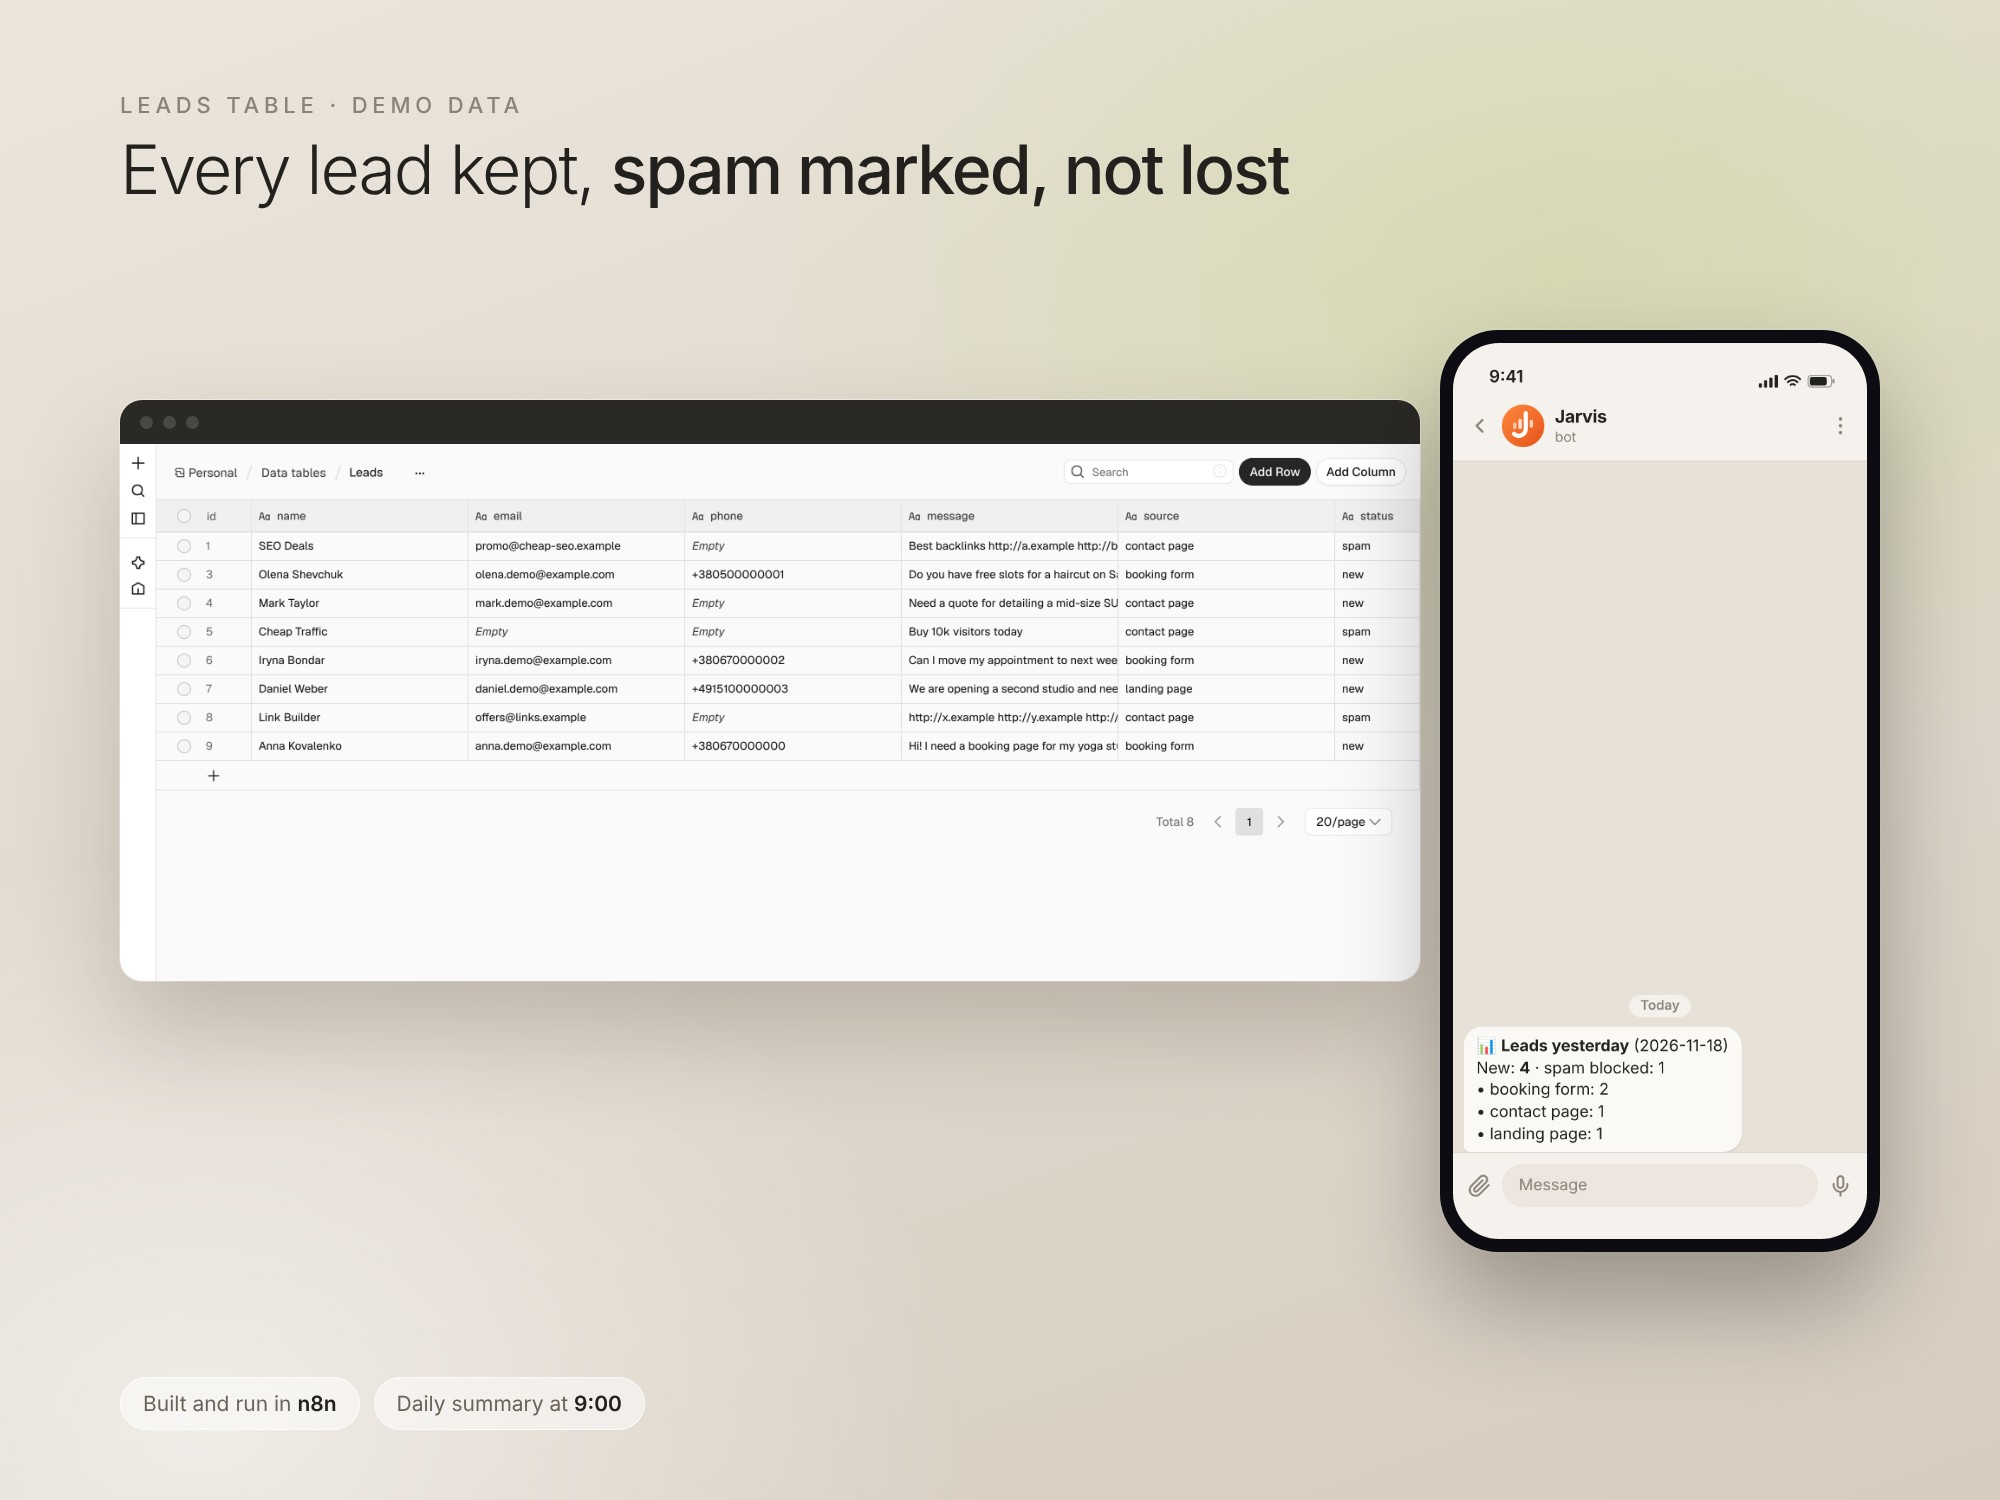 LEADS TABLE · DEMO DATA
Every lead kept, spam marked, not lost
Personal / Data tables / Leads ...
Search
Add Row
Add Column
id Aa name Aa email Aa phone Aa message Aa source Aa status
1 SEO Deals promo@cheap-seo.example Empty Best backlinks http://a.example http://b contact page spam
3 Olena Shevchuk olena.demo@example.com +380500000001 Do you have free slots for a haircut on Sa booking form new
4 Mark Taylor mark.demo@example.com Empty Need a quote for detailing a mid-size SU contact page new
5 Cheap Traffic Empty Empty Buy 10k visitors today contact page spam
6 Iryna Bondar iryna.demo@example.com +380670000002 Can I move my appointment to next wee booking form new
7 Daniel Weber daniel.demo@example.com +4915100000003 We are opening a second studio and nee landing page new
8 Link Builder offers@links.example Empty http://x.example http://y.example http:// contact page spam
9 Anna Kovalenko anna.demo@example.com +380670000000 Hi! I need a booking page for my yoga stu booking form new
Total 8 1 20/page
9:41
Jarvis
bot
Today
📊 Leads yesterday (2026-11-18)
New: 4 · spam blocked: 1
• booking form: 2
• contact page: 1
• landing page: 1
Message
Built and run in n8n
Daily summary at 9:00